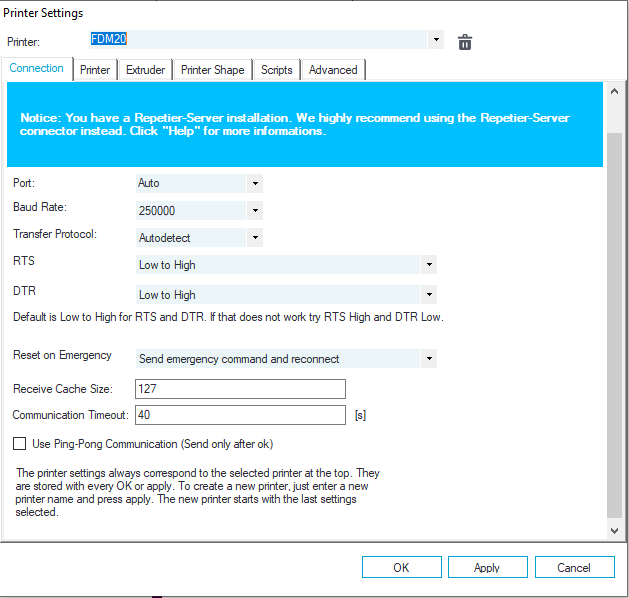 Printer Settings
Printer: FDM20
Connection Printer Extruder Printer Shape Scripts Advanced
Notice: You have a Repetier-Server installation. We highly recommend using the Repetier-Server
connector instead. Click "Help" for more informations.
Port: Auto
Baud Rate: 250000
Transfer Protocol: Autodetect
RTS Low to High
DTR Low to High
Default is Low to High for RTS and DTR. If that does not work try RTS High and DTR Low.
Reset on Emergency Send emergency command and reconnect
Receive Cache Size: 127
Communication Timeout: 40 [s]
Use Ping-Pong Communication (Send only after ok)
The printer settings always correspond to the selected printer at the top. They
are stored with every OK or apply. To create a new printer, just enter a new
printer name and press apply. The new printer starts with the last settings
selected.
OK Apply Cancel